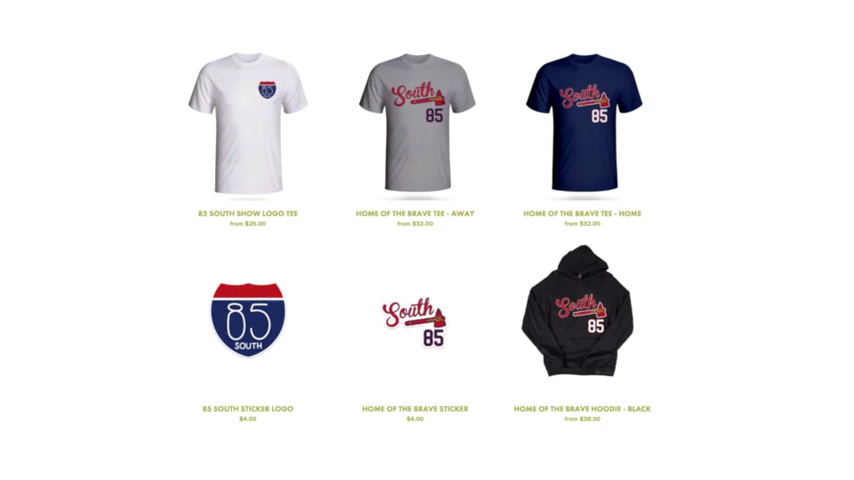 85
South
85
South
85
85 SOUTH SHOW LOGO TEE
from $25.00
HOME OF THE BRAVE TEE - AWAY
from $32.00
HOME OF THE BRAVE TEE - HOME
from $32.00
85
SOUTH
South
85
South
85
85 SOUTH STICKER LOGO
$4.00
HOME OF THE BRAVE STICKER
$4.00
HOME OF THE BRAVE HOODIE - BLACK
from $38.00